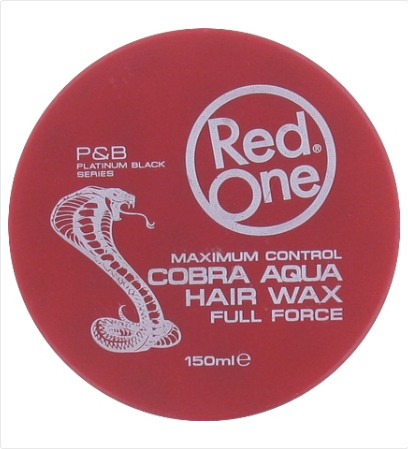 Red®
One
P&B
PLATINUM BLACK
SERIES
MAXIMUM CONTROL
COBRA AQUA
HAIR WAX
FULL FORCE
150ml℮